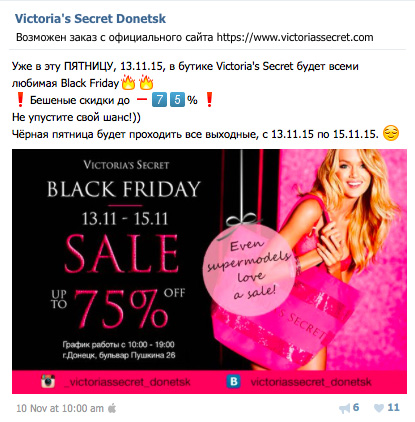 Victoria's Secret Donetsk
Возможен заказ с официального сайта https://www.victoriassecret.com
Уже в эту ПЯТНИЦУ, 13.11.15, в бутике Victoria's Secret будет всеми
любимая Black Friday🔥🔥
❗Бешеные скидки до ➖7️⃣5️⃣% ❗
Не упустите свой шанс!))
Чёрная пятница будет проходить все выходные, с 13.11.15 по 15.11.15. 😌
VICTORIA'S SECRET
BLACK FRIDAY
13.11 - 15.11
SALE
UP TO 75% OFF
Even
supermodels
love
a sale!
График работы с 10:00 - 19:00
г.Донецк, бульвар Пушкина 26
_victoriassecret_donetsk
B victoriassecret_donetsk
10 Nov at 10:00 am
6
11